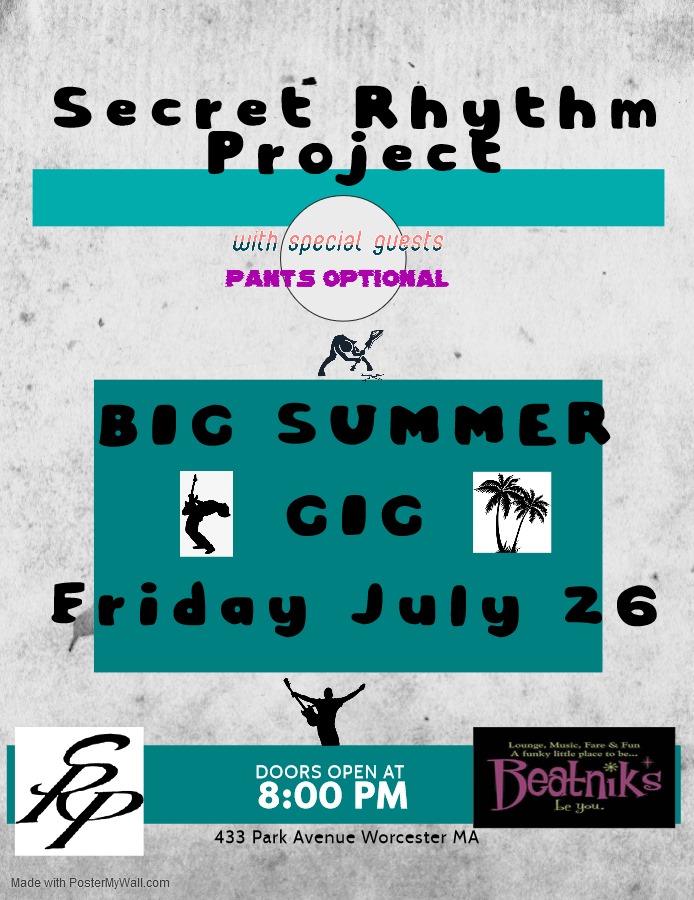 Secret Rhythm
Project
with special guests
PANTS OPTIONAL
BIG SUMMER
GIG
Friday July 26
SRP
DOORS OPEN AT
8:00 PM
Lounge, Music, Fare & Fun
A funky little place to be...
Beatniks
be you.
433 Park Avenue Worcester MA
Made with PosterMyWall.com